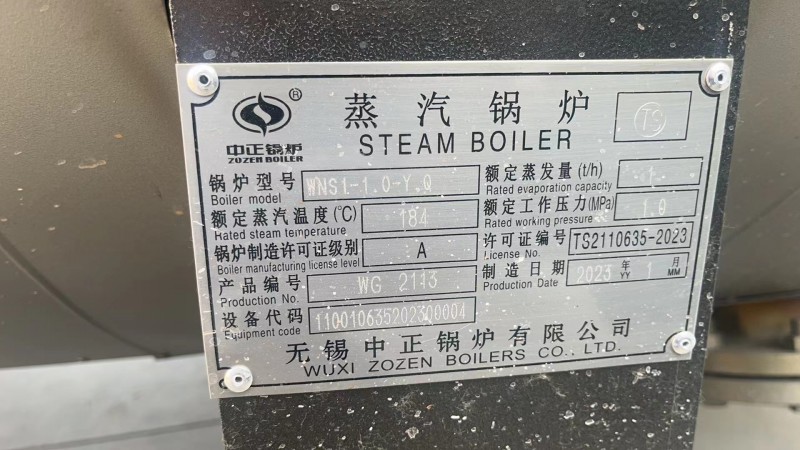 ®
中正锅炉
ZOZEN BOILER
蒸汽锅炉
STEAM BOILER
TS
锅炉型号 WNS1-1.0-Y.Q
Boiler model
额定蒸发量 (t/h) 1
Rated evaporation capacity
额定蒸汽温度(℃) 184
Rated steam temperature
额定工作压力(MPa) 1.0
Rated working pressure
锅炉制造许可证级别 A
Boiler manufacturing license level
许可证编号 TS2110635-2023
License No.
产品编号 WG 2113
Production No.
制造日期 2023 年 1 月
Production Date YY MM
设备代码 110010635202300004
Equipment code
无锡中正锅炉有限公司
WUXI ZOZEN BOILERS CO., LTD.